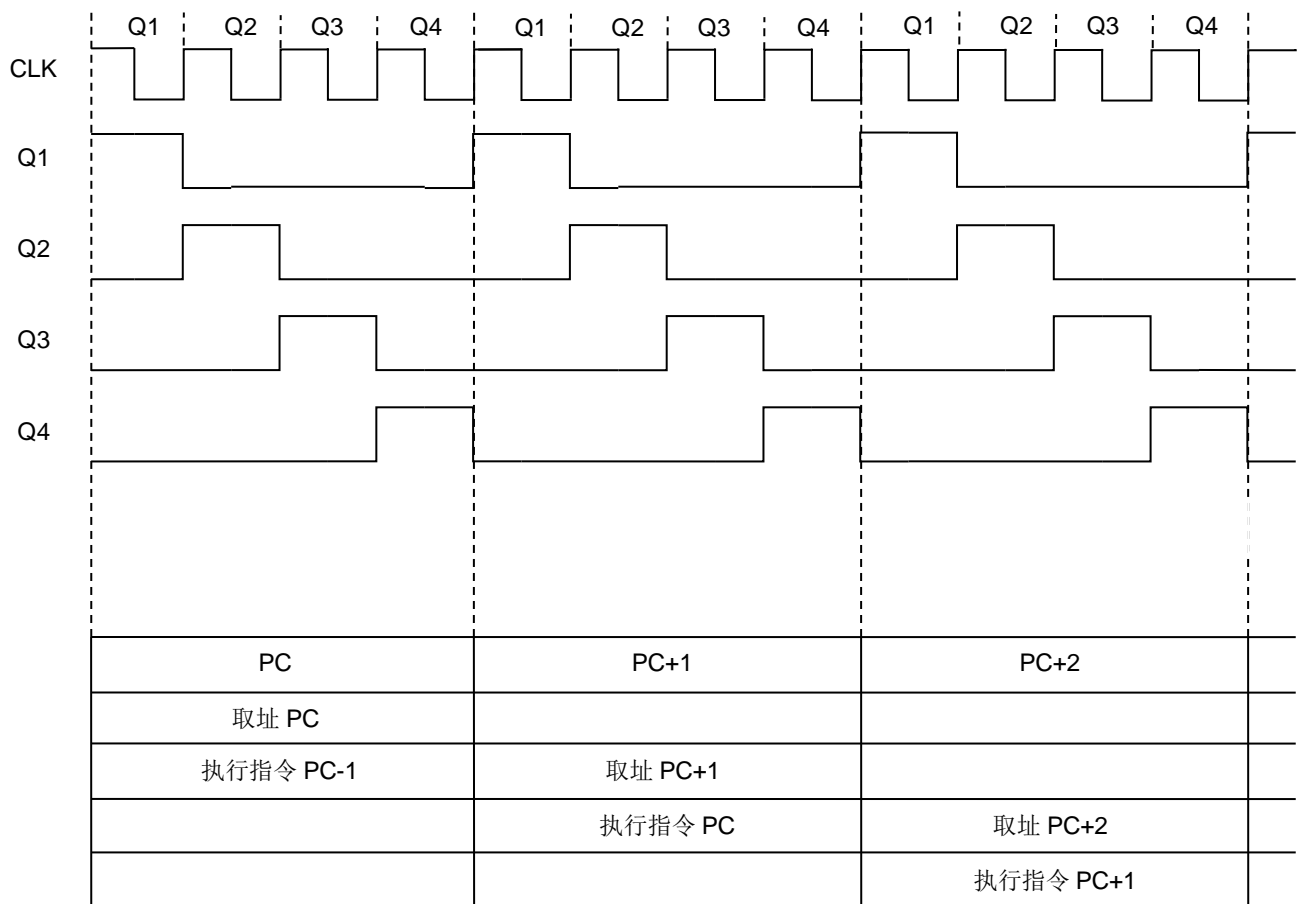 Q1 Q2 Q3 Q4 Q1 Q2 Q3 Q4 Q1 Q2 Q3 Q4
CLK
Q1
Q2
Q3
Q4
PC PC+1 PC+2
取址 PC
执行指令 PC-1 取址 PC+1
执行指令 PC 取址 PC+2
执行指令 PC+1